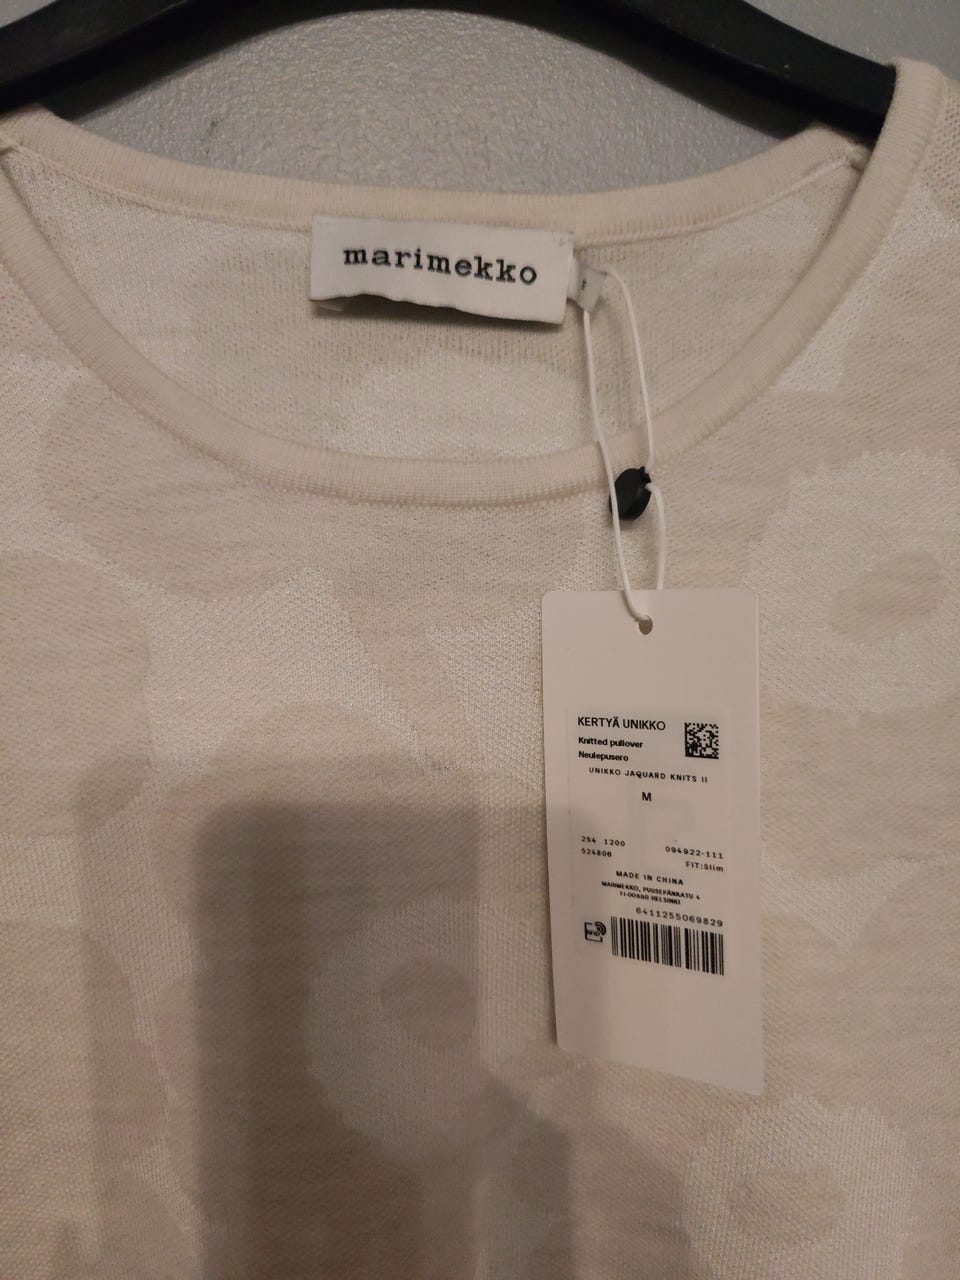 marimekko
KERTYÄ UNIKKO
Knitted pullover
Neulepusero
UNIKKO JAQUARD KNITS II
M
254 1200 094922-111
524806 FIT:Slim
MADE IN CHINA
MARIMEKKO, PUUSEPÄNKATU 4
HELSINKI
6411255069829